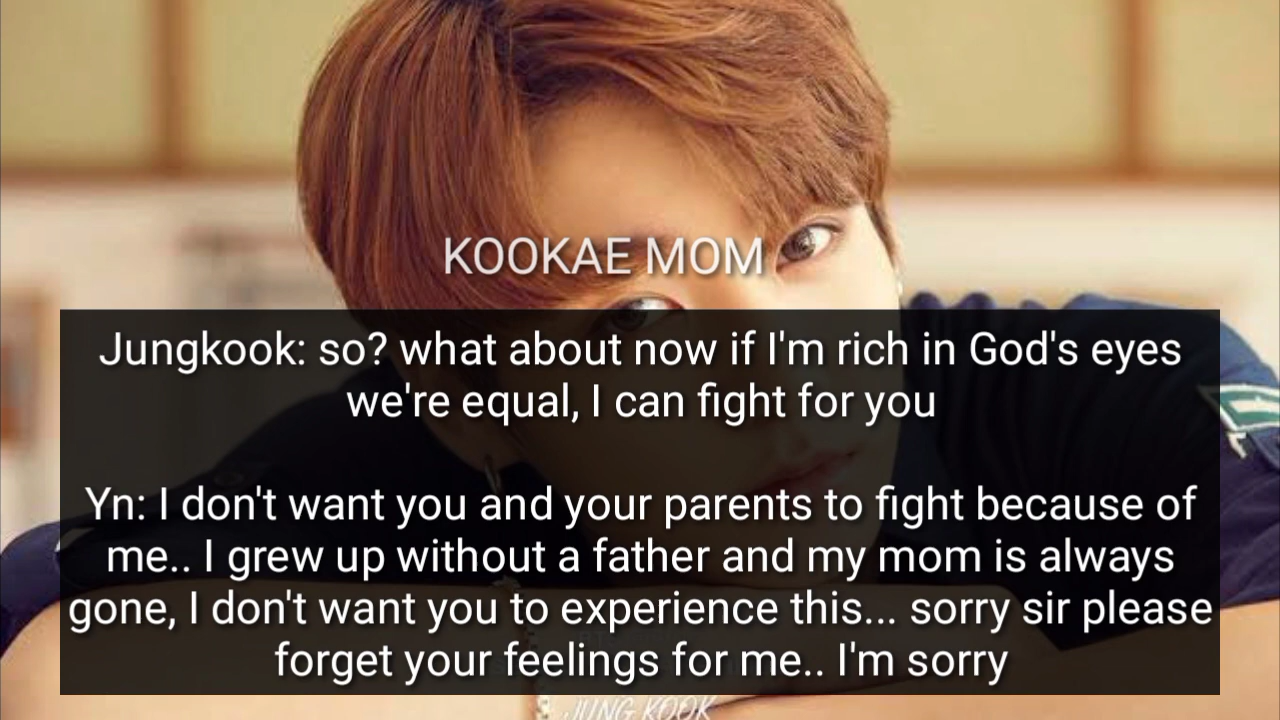 KOOKAE MOM
Jungkook: so? what about now if I'm rich in God's eyes
we're equal, I can fight for you
Yn: I don't want you and your parents to fight because of
me.. I grew up without a father and my mom is always
gone, I don't want you to experience this... sorry sir please
forget your feelings for me.. I'm sorry
JUNG KOOK